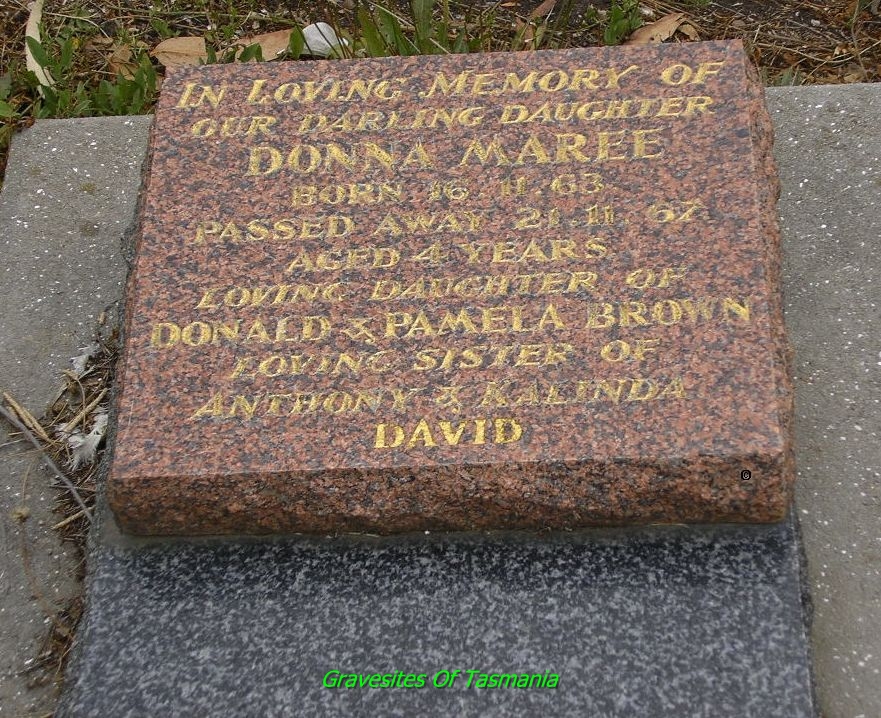 IN LOVING MEMORY OF
OUR DARLING DAUGHTER
DONNA MAREE
BORN 16.11.63
PASSED AWAY 21.11.67
AGED 4 YEARS
LOVING DAUGHTER OF
DONALD & PAMELA BROWN
LOVING SISTER OF
ANTHONY & KALINDA
DAVID
Gravesites Of Tasmania